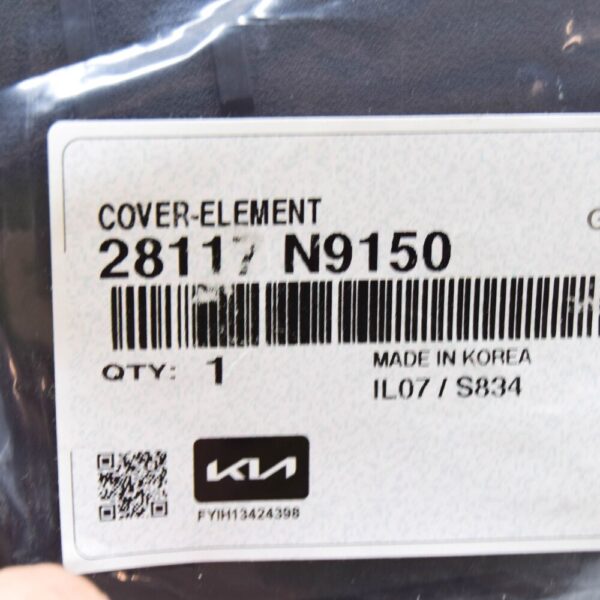 COVER-ELEMENT
G
28117 N9150
QTY: 1
MADE IN KOREA
IL07 / S834
KIA
FYIH13424398